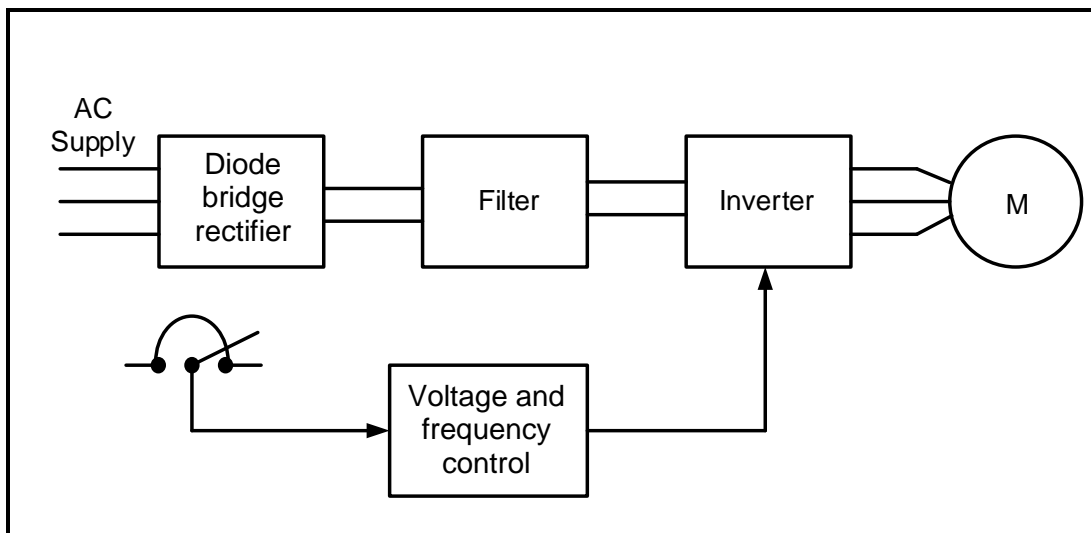 AC
Supply
Diode
bridge
rectifier
Filter
Inverter
M
Voltage and
frequency
control